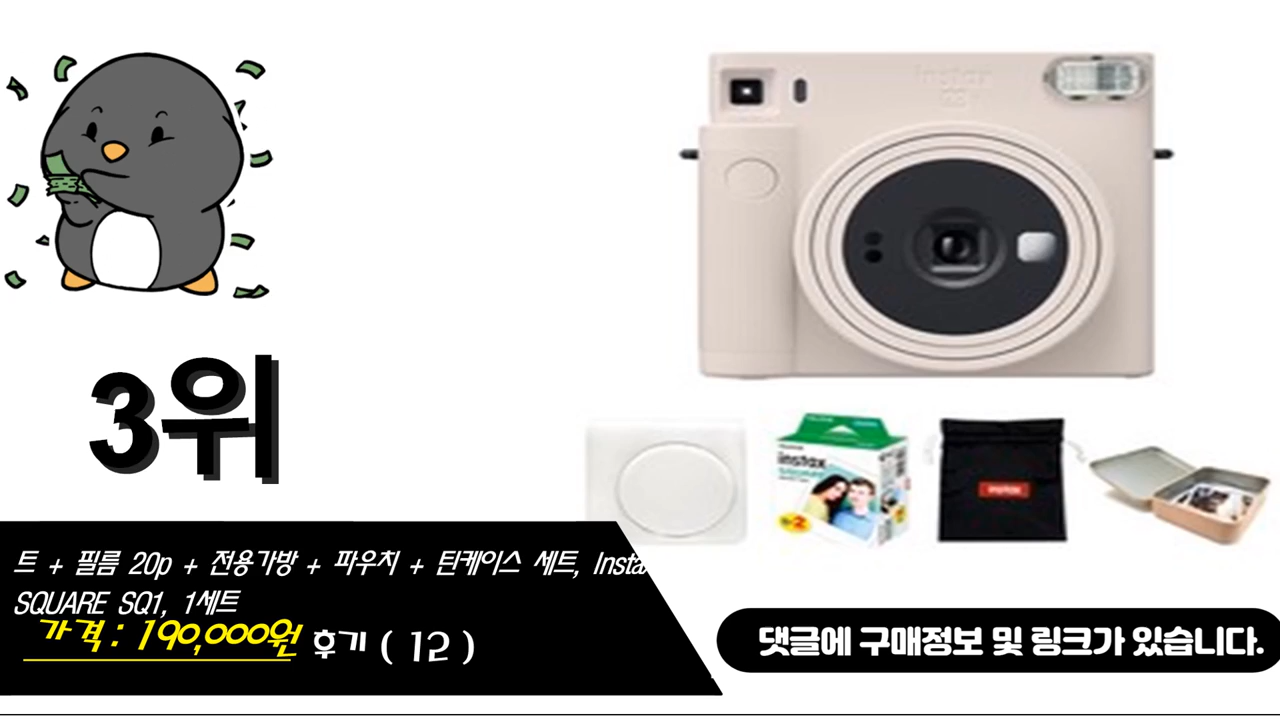 3위
트 + 필름 20p + 전용가방 + 파우치 + 틴케이스 세트, Insta
SQUARE SQ1, 1세트
가격 : 190,000원 후기 ( 12 )
instax
댓글에 구매정보 및 링크가 있습니다.